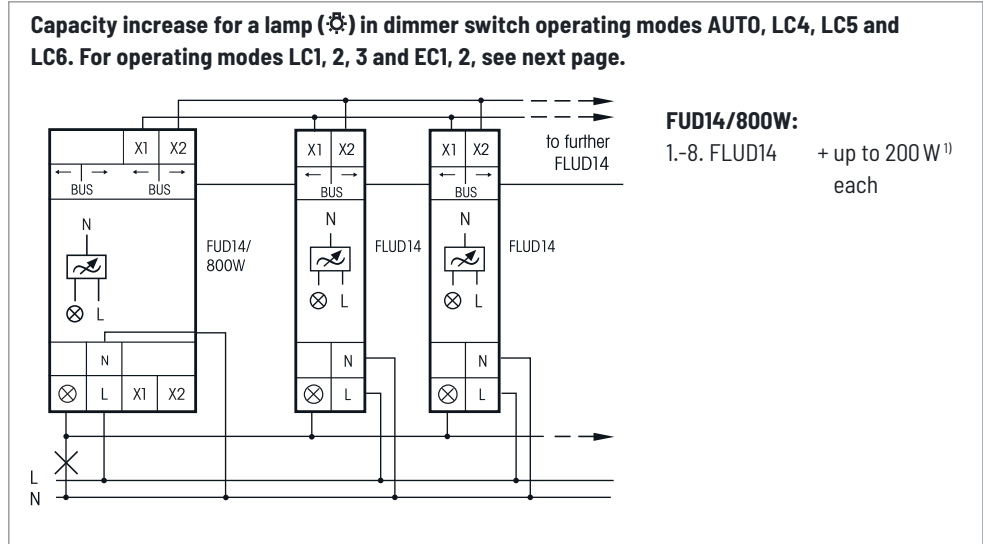 Capacity increase for a lamp (💡) in dimmer switch operating modes AUTO, LC4, LC5 and
LC6. For operating modes LC1, 2, 3 and EC1, 2, see next page.
FUD14/800W:
1.-8. FLUD14 + up to 200 W 1)
each
to further
FLUD14
X1 X2
X1 X2
X1 X2
BUS BUS
BUS
BUS
N
N
N
FUD14/
800W
FLUD14
FLUD14
L
L
L
N
N
N
L X1 X2
L
L
L
N